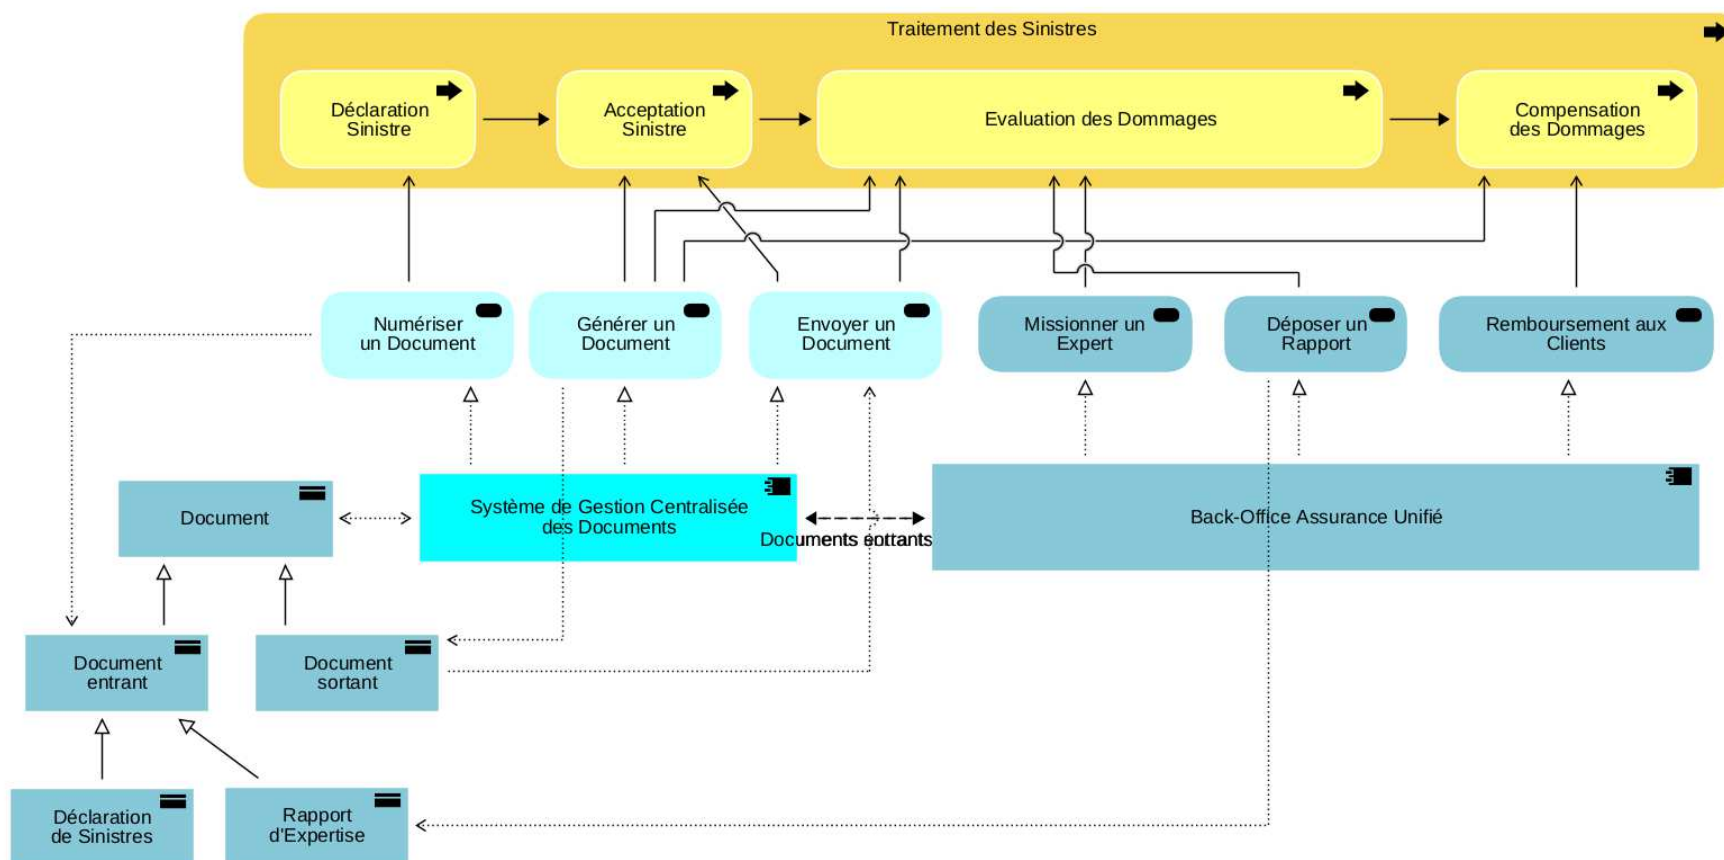 Traitement des Sinistres
Déclaration
Sinistre
Acceptation
Sinistre
Evaluation des Dommages
Compensation
des Dommages
Numériser
un Document
Générer un
Document
Envoyer un
Document
Missionner un
Expert
Déposer un
Rapport
Remboursement aux
Clients
Document
Système de Gestion Centralisée
des Documents
Documents
Back-Office Assurance Unifié
Document
entrant
Document
sortant
Déclaration
de Sinistres
Rapport
d'Expertise